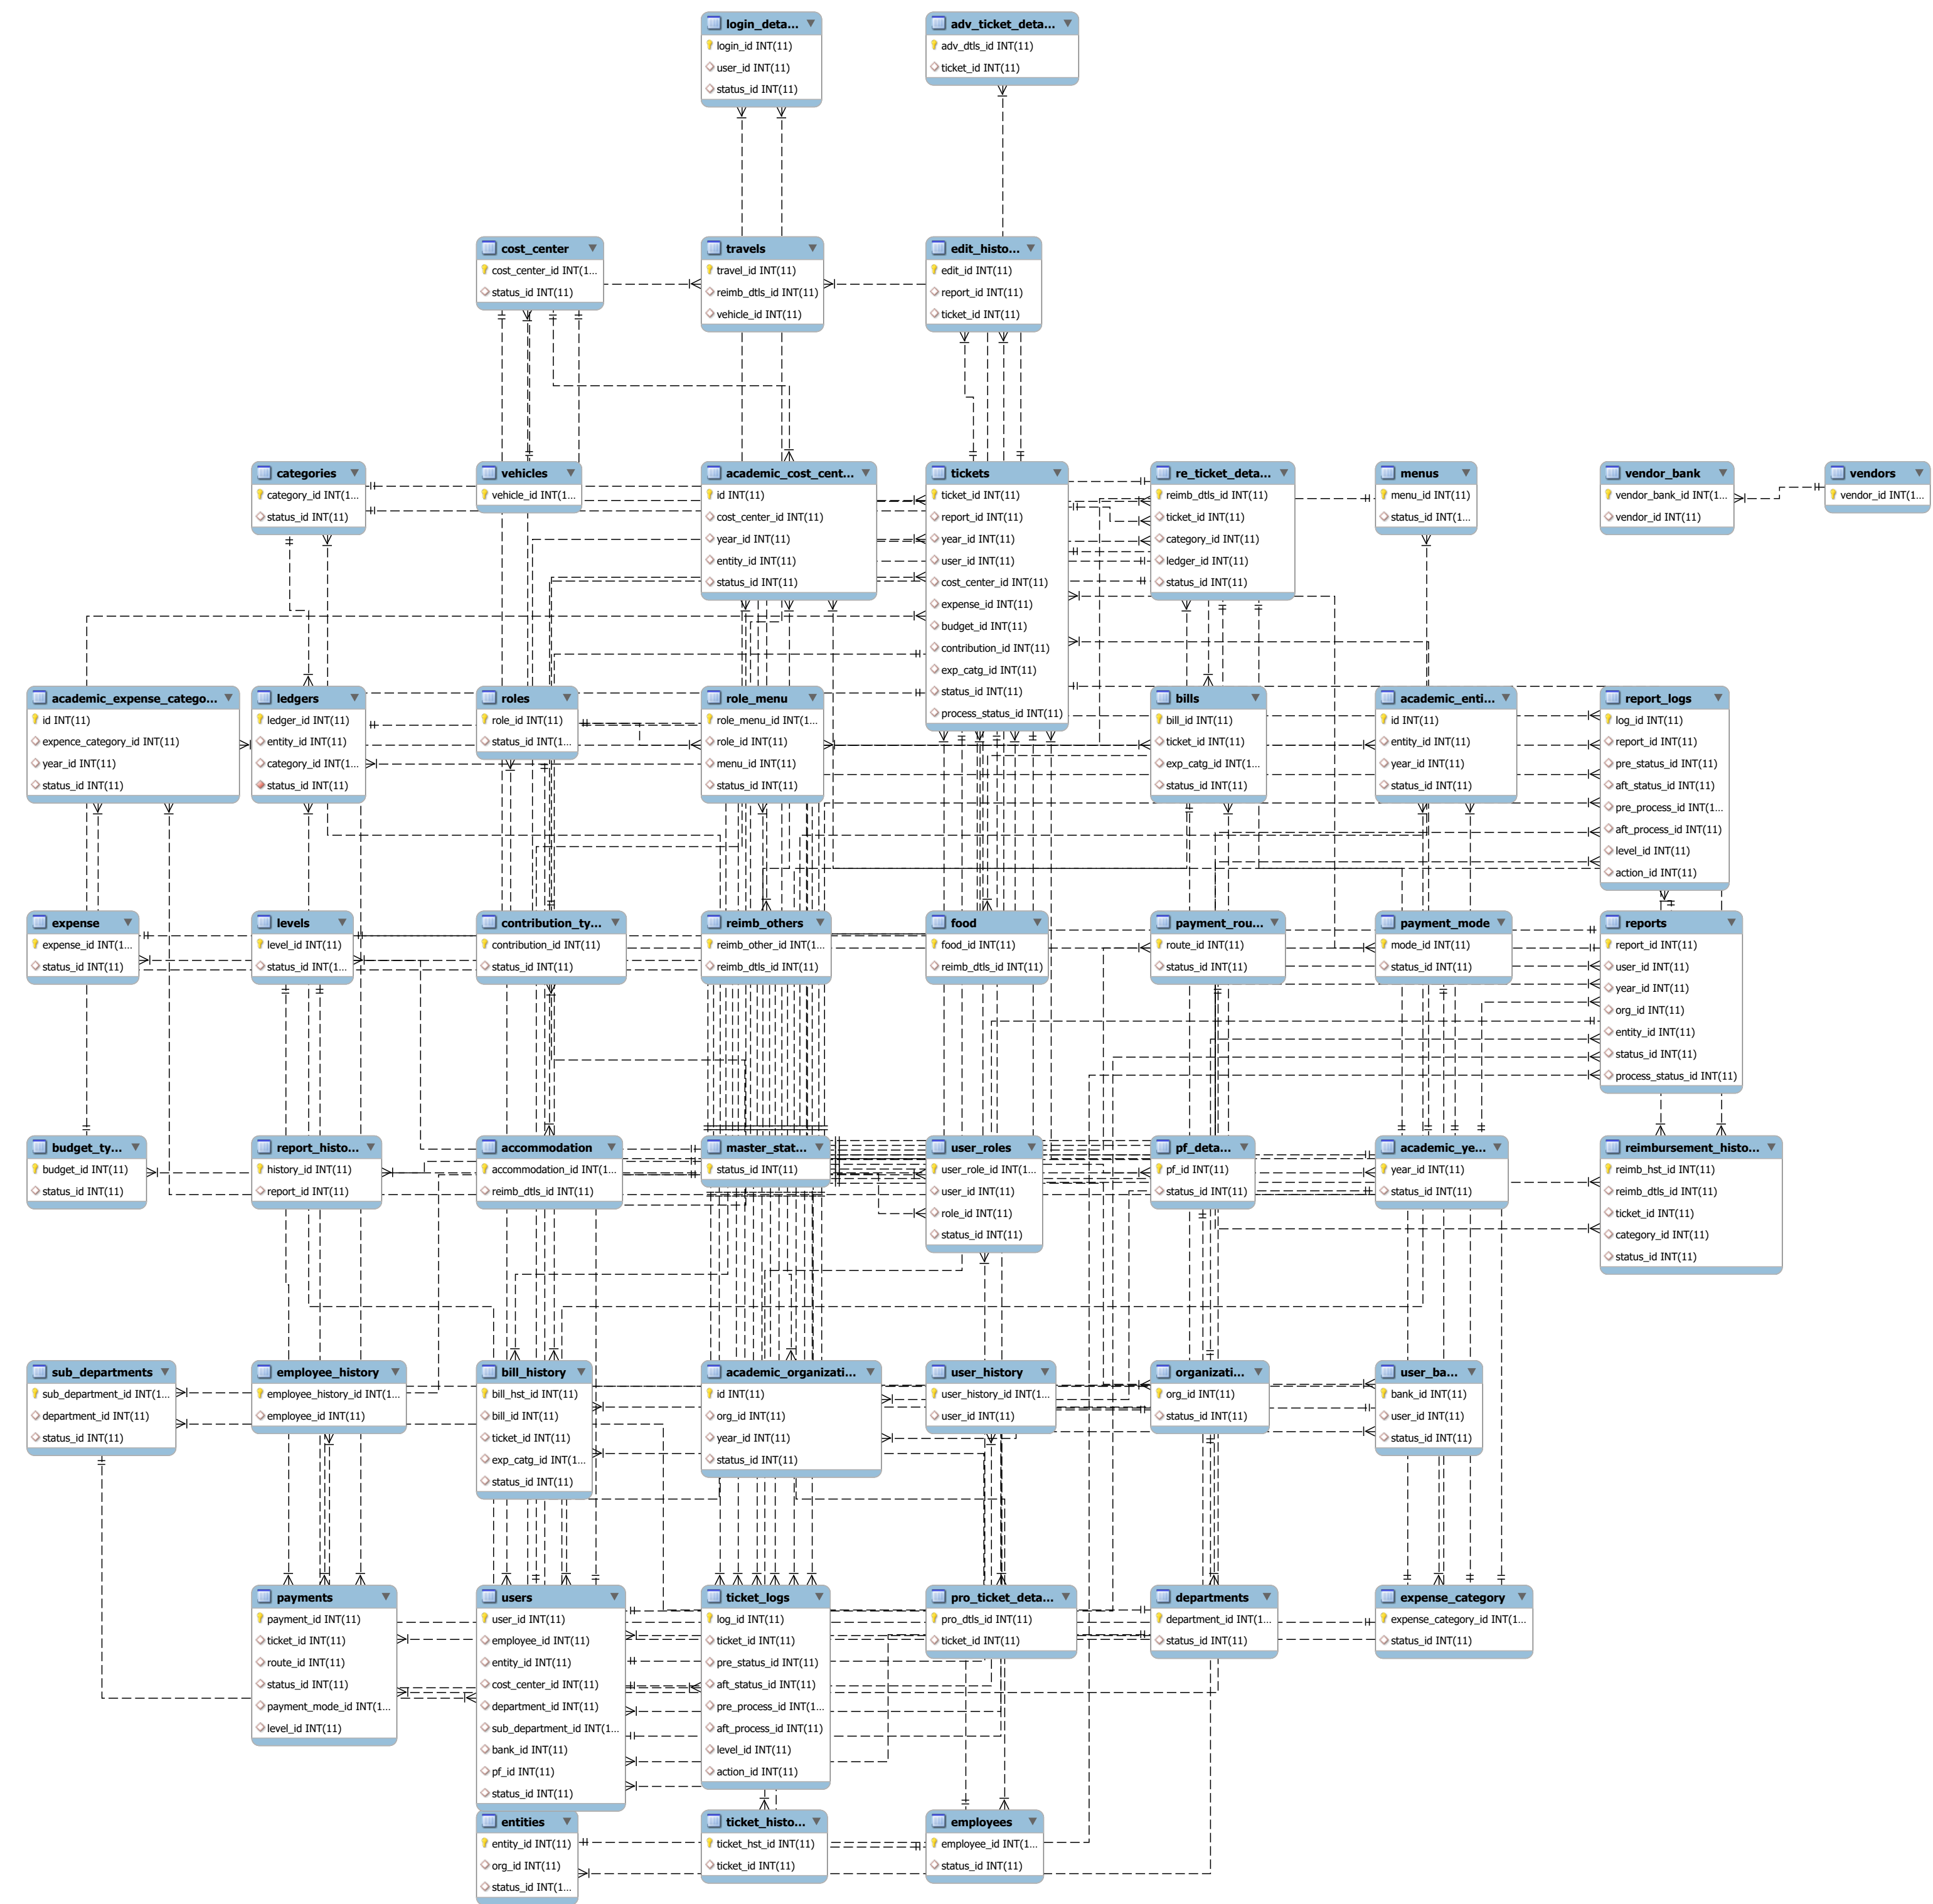 login_deta...
login_id INT(11)
user_id INT(11)
status_id INT(11)
adv_ticket_deta...
adv_dtls_id INT(11)
ticket_id INT(11)
cost_center
cost_center_id INT(1...
status_id INT(11)
travels
travel_id INT(11)
reimb_dtls_id INT(11)
vehicle_id INT(11)
edit_histo...
edit_id INT(11)
report_id INT(11)
ticket_id INT(11)
categories
category_id INT(1...
status_id INT(11)
vehicles
vehicle_id INT(1...
academic_cost_cent...
id INT(11)
cost_center_id INT(11)
year_id INT(11)
entity_id INT(11)
status_id INT(11)
tickets
ticket_id INT(11)
report_id INT(11)
year_id INT(11)
user_id INT(11)
cost_center_id INT(11)
expense_id INT(11)
budget_id INT(11)
contribution_id INT(11)
exp_catg_id INT(11)
status_id INT(11)
process_status_id INT(11)
re_ticket_deta...
reimb_dtls_id INT(11)
ticket_id INT(11)
category_id INT(11)
ledger_id INT(11)
status_id INT(11)
menus
menu_id INT(11)
status_id INT(1...
vendor_bank
vendor_bank_id INT(1...
vendor_id INT(11)
vendors
vendor_id INT(1...
academic_expense_catego...
id INT(11)
expence_category_id INT(11)
year_id INT(11)
status_id INT(11)
ledgers
ledger_id INT(11)
entity_id INT(11)
category_id INT(1...
status_id INT(11)
roles
role_id INT(11)
status_id INT(1...
role_menu
role_menu_id INT(1...
role_id INT(11)
menu_id INT(11)
status_id INT(11)
bills
bill_id INT(11)
ticket_id INT(11)
exp_catg_id INT(1...
status_id INT(11)
academic_enti...
id INT(11)
entity_id INT(11)
year_id INT(11)
status_id INT(11)
report_logs
log_id INT(11)
report_id INT(11)
pre_status_id INT(11)
aft_status_id INT(11)
pre_process_id INT(1...
aft_process_id INT(11)
level_id INT(11)
action_id INT(11)
expense
expense_id INT(1...
status_id INT(11)
levels
level_id INT(11)
status_id INT(1...
contribution_ty...
contribution_id INT(11)
status_id INT(11)
reimb_others
reimb_other_id INT(1...
reimb_dtls_id INT(11)
food
food_id INT(11)
reimb_dtls_id INT(11)
payment_rou...
route_id INT(11)
status_id INT(11)
payment_mode
mode_id INT(11)
status_id INT(11)
reports
report_id INT(11)
user_id INT(11)
year_id INT(11)
org_id INT(11)
entity_id INT(11)
status_id INT(11)
process_status_id INT(11)
budget_ty...
budget_id INT(11)
status_id INT(11)
report_histo...
history_id INT(11)
report_id INT(11)
accommodation
accommodation_id INT(1...
reimb_dtls_id INT(11)
master_stat...
status_id INT(11)
user_roles
user_role_id INT(1...
user_id INT(11)
role_id INT(11)
status_id INT(11)
pf_deta...
pf_id INT(11)
status_id INT(11)
academic_ye...
year_id INT(11)
status_id INT(11)
reimbursement_histo...
reimb_hst_id INT(11)
reimb_dtls_id INT(11)
ticket_id INT(11)
category_id INT(11)
status_id INT(11)
sub_departments
sub_department_id INT(1...
department_id INT(11)
status_id INT(11)
employee_history
employee_history_id INT(1...
employee_id INT(11)
bill_history
bill_hst_id INT(11)
bill_id INT(11)
ticket_id INT(11)
exp_catg_id INT(1...
status_id INT(11)
academic_organizati...
id INT(11)
org_id INT(11)
year_id INT(11)
status_id INT(11)
user_history
user_history_id INT(1...
user_id INT(11)
organizati...
org_id INT(11)
status_id INT(11)
user_ba...
bank_id INT(11)
user_id INT(11)
status_id INT(11)
payments
payment_id INT(11)
ticket_id INT(11)
route_id INT(11)
status_id INT(11)
payment_mode_id INT(1...
level_id INT(11)
users
user_id INT(11)
employee_id INT(11)
entity_id INT(11)
cost_center_id INT(11)
department_id INT(11)
sub_department_id INT(1...
bank_id INT(11)
pf_id INT(11)
status_id INT(11)
ticket_logs
log_id INT(11)
ticket_id INT(11)
pre_status_id INT(11)
aft_status_id INT(11)
pre_process_id INT(1...
aft_process_id INT(11)
level_id INT(11)
action_id INT(11)
pro_ticket_deta...
pro_dtls_id INT(11)
ticket_id INT(11)
departments
department_id INT(1...
status_id INT(11)
expense_category
expense_category_id INT(1...
status_id INT(11)
entities
entity_id INT(11)
org_id INT(11)
status_id INT(1...
ticket_histo...
ticket_hst_id INT(11)
ticket_id INT(11)
employees
employee_id INT(1...
status_id INT(11)